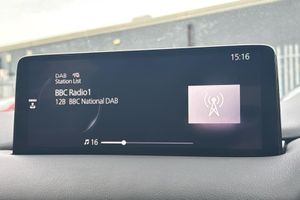 15:16
DAB
Station List
BBC Radio1
12B BBC National DAB
16